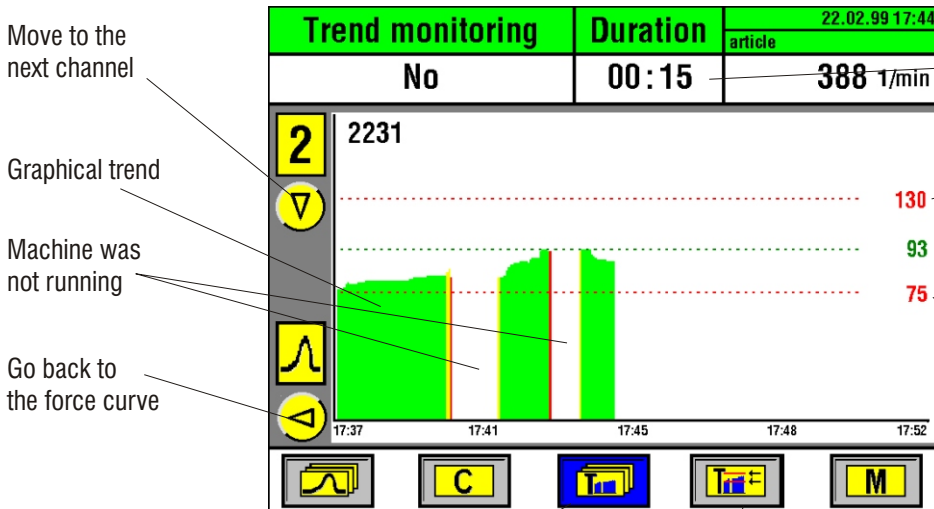 Move to the
next channel
Graphical trend
Machine was
not running
Go back to
the force curve
Trend monitoring
Duration
22.02.99 17:44
article
No
00:15
388 1/min
2
2231
130
93
75
17:37
17:41
17:45
17:48
17:52
C
T
T
M